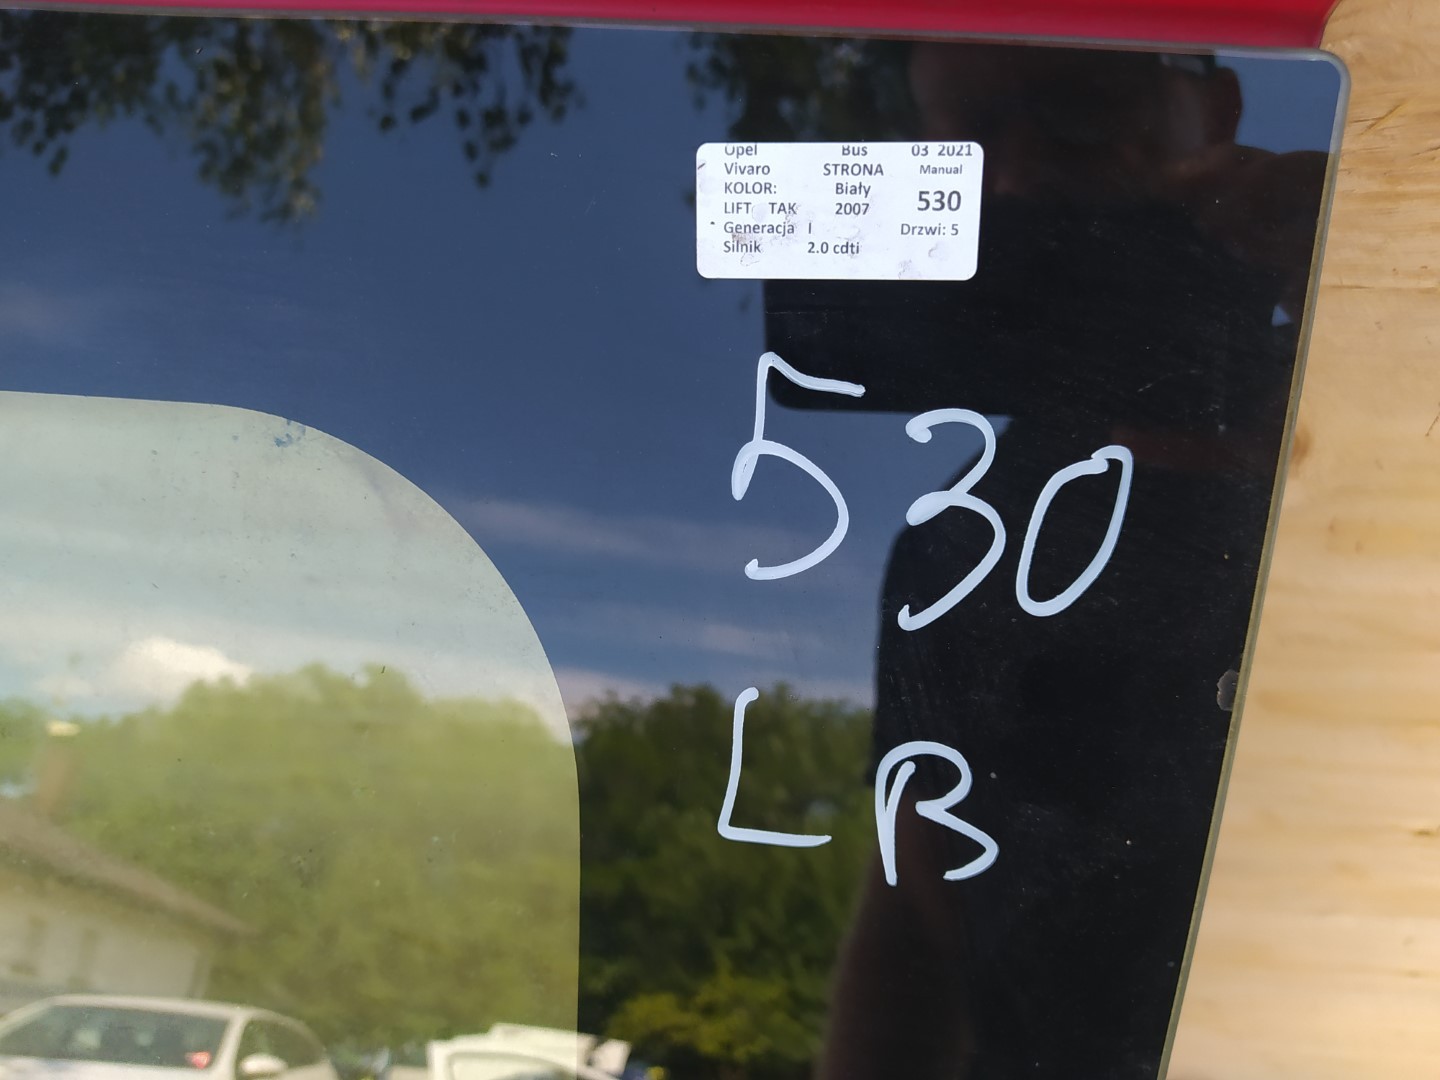 Opel Bus 03 2021
Vivaro STRONA Manual
KOLOR: Biały 530
LIFT TAK 2007
Generacja I Drzwi: 5
Silnik 2.0 cdti
530
LB